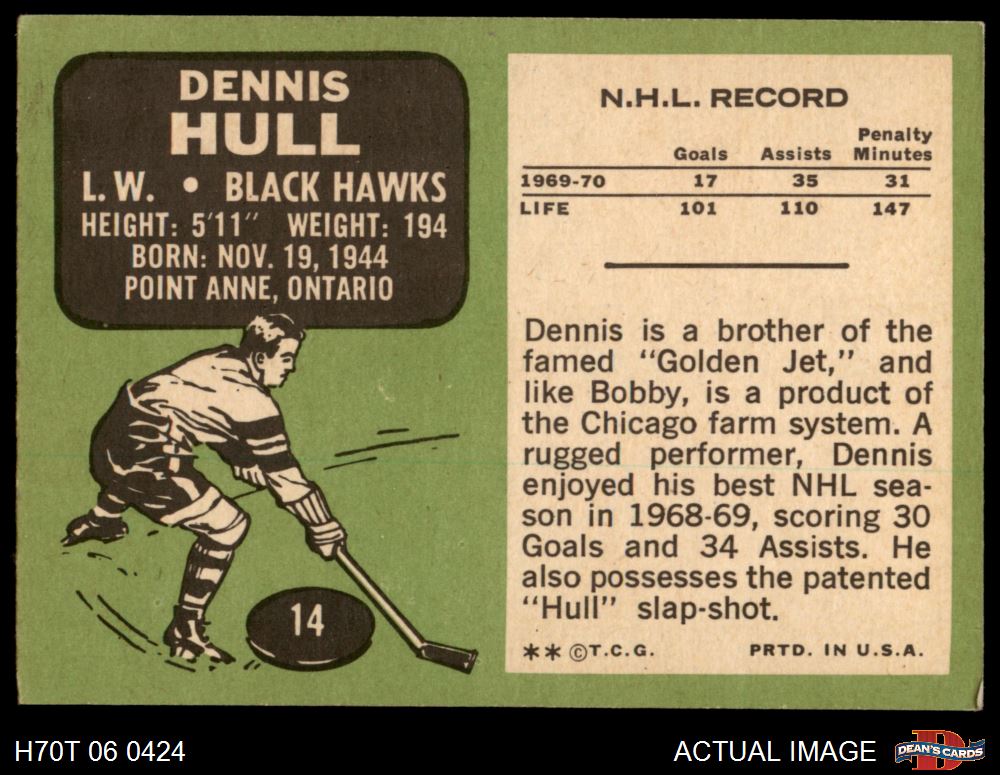 DENNIS
HULL
L.W. • BLACK HAWKS
HEIGHT: 5'11" WEIGHT: 194
BORN: NOV. 19, 1944
POINT ANNE, ONTARIO
14
N.H.L. RECORD
Goals Assists Penalty Minutes
1969-70 17 35 31
LIFE 101 110 147
Dennis is a brother of the
famed "Golden Jet," and
like Bobby, is a product of
the Chicago farm system. A
rugged performer, Dennis
enjoyed his best NHL sea-
son in 1968-69, scoring 30
Goals and 34 Assists. He
also possesses the patented
"Hull" slap-shot.
** ©T.C.G. PRTD. IN U.S.A.
H70T 06 0424
ACTUAL IMAGE
D
DEAN'S CARDS